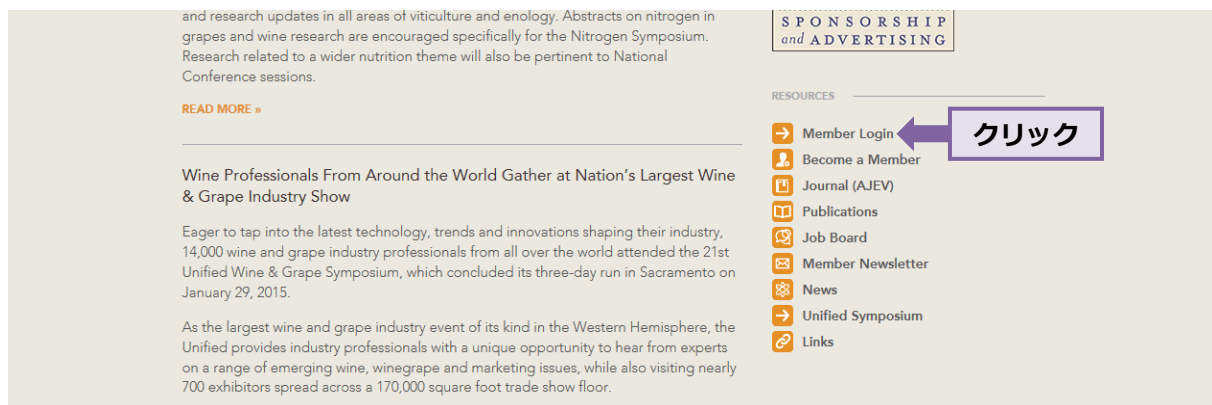 and research updates in all areas of viticulture and enology. Abstracts on nitrogen in
grapes and wine research are encouraged specifically for the Nitrogen Symposium.
Research related to a wider nutrition theme will also be pertinent to National
Conference sessions.
READ MORE »
Wine Professionals From Around the World Gather at Nation's Largest Wine
& Grape Industry Show
Eager to tap into the latest technology, trends and innovations shaping their industry,
14,000 wine and grape industry professionals from all over the world attended the 21st
Unified Wine & Grape Symposium, which concluded its three-day run in Sacramento on
January 29, 2015.
As the largest wine and grape industry event of its kind in the Western Hemisphere, the
Unified provides industry professionals with a unique opportunity to hear from experts
on a range of emerging wine, winegrape and marketing issues, while also visiting nearly
700 exhibitors spread across a 170,000 square foot trade show floor.
SPONSORSHIP
and ADVERTISING
RESOURCES
Member Login
クリック
Become a Member
Journal (AJEV)
Publications
Job Board
Member Newsletter
News
Unified Symposium
Links